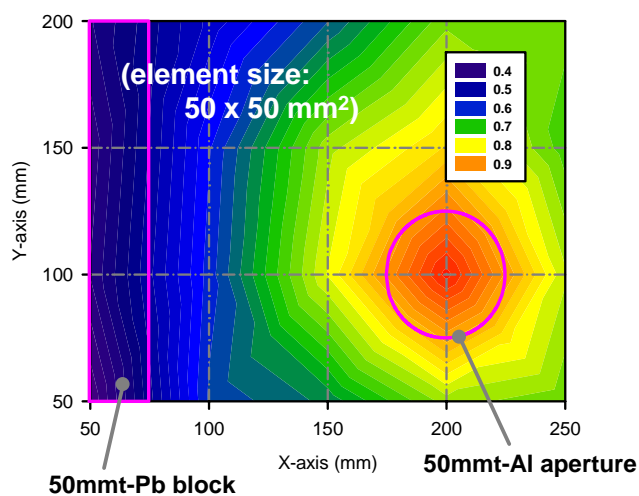 200
150
100
50
Y-axis (mm)
(element size:
50 x 50 mm²)
0.4
0.5
0.6
0.7
0.8
0.9
50
100
150
200
250
X-axis (mm)
50mmt-Pb block
50mmt-Al aperture